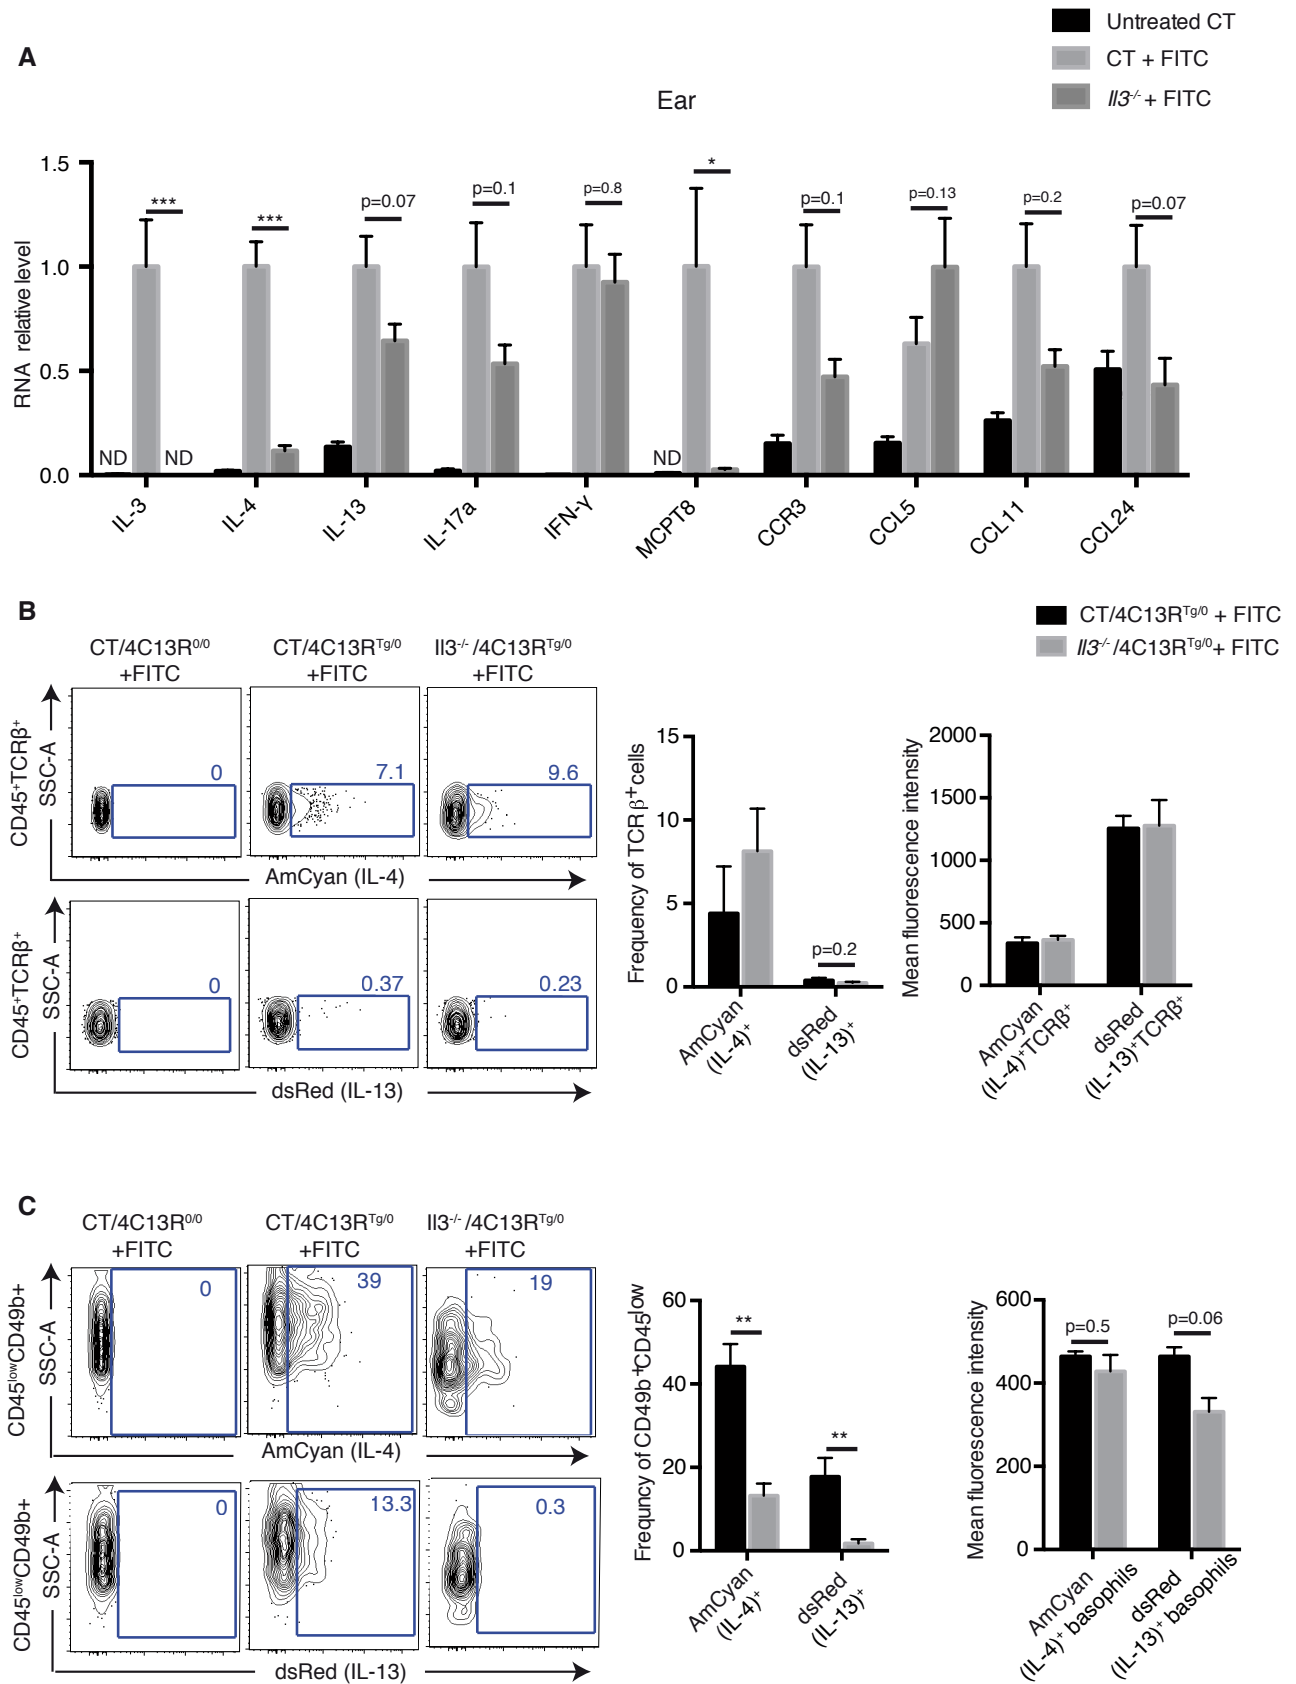 A
Untreated CT
CT + FITC
Il3-/- + FITC
Ear
RNA relative level
1.5
1.0
0.5
0.0
ND
***
ND
***
p=0.07
p=0.1
p=0.8
ND
*
p=0.1
p=0.13
p=0.2
p=0.07
IL-3
IL-4
IL-13
IL-17a
IFN-γ
MCPT8
CCR3
CCL5
CCL11
CCL24
B
CT/4C13R0/0
+FITC
CT/4C13RTg/0
+FITC
Il3-/- /4C13RTg/0
+FITC
CT/4C13RTg/0 + FITC
Il3-/- /4C13RTg/0+ FITC
CD45+TCRβ+
SSC-A
0
7.1
9.6
AmCyan (IL-4)
CD45+TCRβ+
SSC-A
0
0.37
0.23
dsRed (IL-13)
Frequency of TCRβ+cells
15
10
5
0
p=0.2
AmCyan
(IL-4)+
dsRed
(IL-13)+
Mean fluorescence intensity
2000
1500
1000
500
0
AmCyan
(IL-4)+TCRβ+
dsRed
(IL-13)+TCRβ+
C
CT/4C13R0/0
+FITC
CT/4C13RTg/0
+FITC
Il3-/- /4C13RTg/0
+FITC
CD45lowCD49b+
SSC-A
0
39
19
AmCyan (IL-4)
CD45lowCD49b+
SSC-A
0
13.3
0.3
dsRed (IL-13)
Frequncy of CD49b+CD45low
60
40
20
0
**
**
AmCyan
(IL-4)+
dsRed
(IL-13)+
Mean fluorescence intensity
600
400
200
0
p=0.5
p=0.06
AmCyan
(IL-4)+ basophils
dsRed
(IL-13)+ basophils